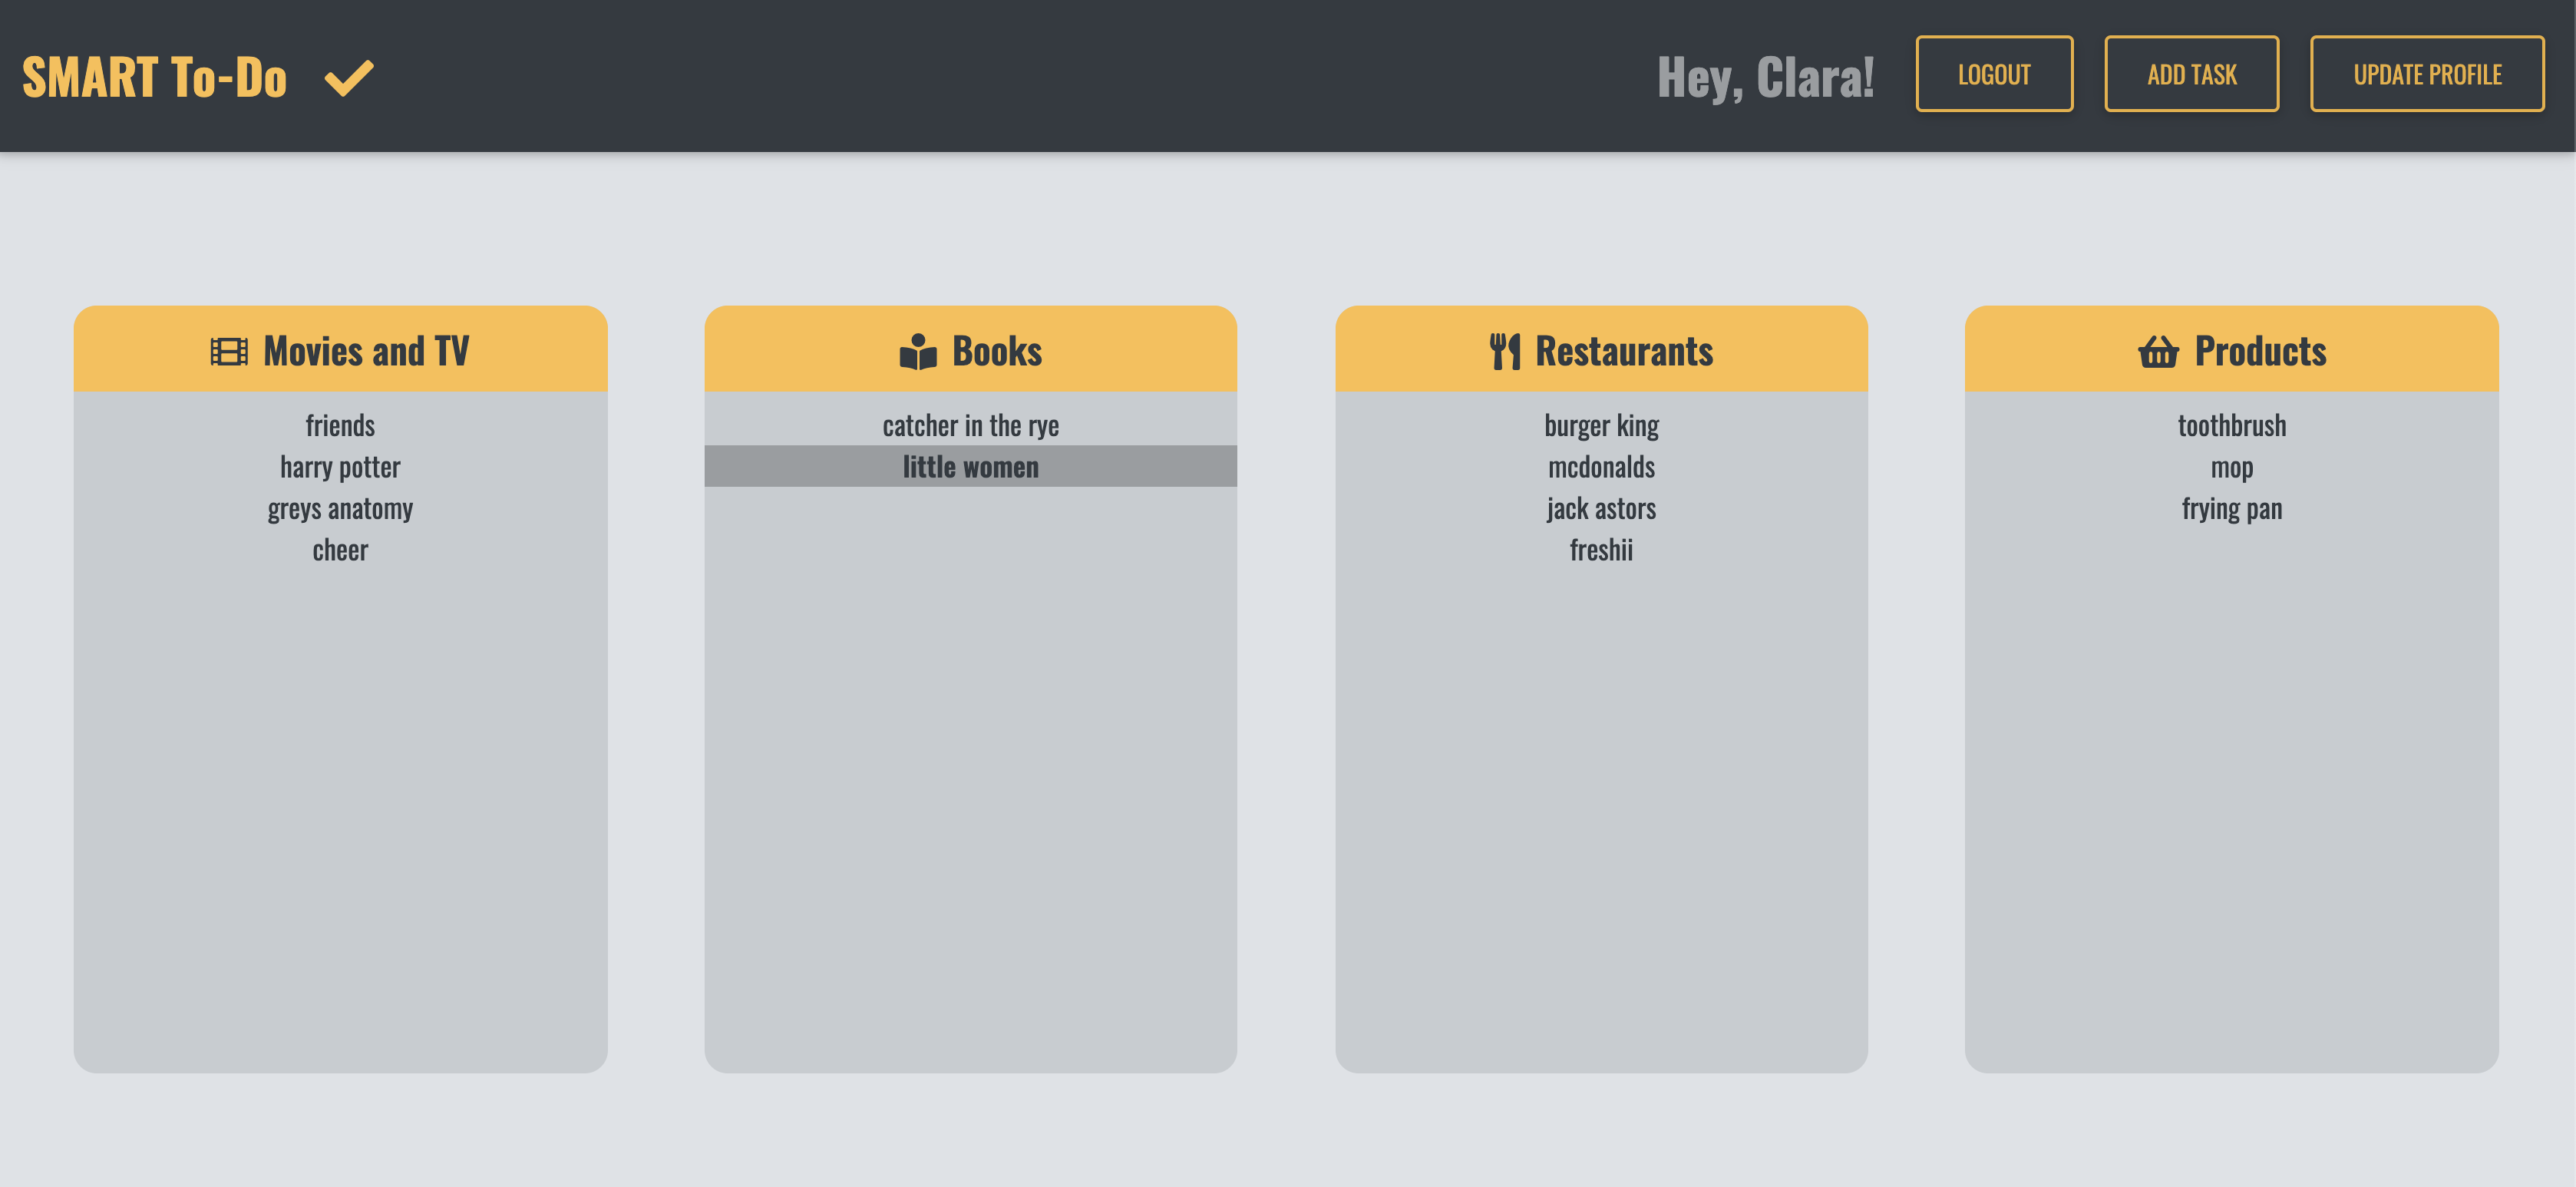 SMART To-Do
Hey, Clara!
LOGOUT
ADD TASK
UPDATE PROFILE
Movies and TV
friends
harry potter
greys anatomy
cheer
Books
catcher in the rye
little women
Restaurants
burger king
mcdonalds
jack astors
freshii
Products
toothbrush
mop
frying pan